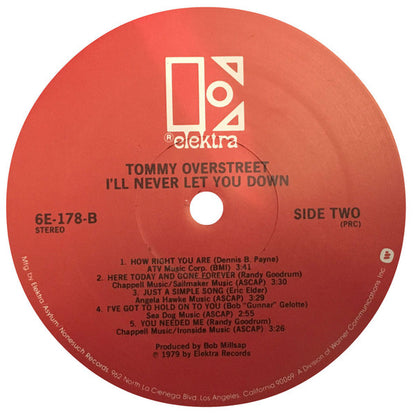 ® elektra
TOMMY OVERSTREET
I'LL NEVER LET YOU DOWN
6E-178-B
STEREO
SIDE TWO
(PRC)
1. HOW RIGHT YOU ARE (Dennis B. Payne)
ATV Music Corp. (BMI) 3:41
2. HERE TODAY AND GONE FOREVER (Randy Goodrum)
Chappell Music/Sailmaker Music (ASCAP) 3:30
3. JUST A SIMPLE SONG (Eric Elder)
Angela Hawke Music (ASCAP) 3:29
4. I'VE GOT TO HOLD ON TO YOU (Bob "Gunnar" Gelotte)
Sea Dog Music (ASCAP) 2:55
5. YOU NEEDED ME (Randy Goodrum)
Chappell Music/Ironside Music (ASCAP) 3:26
Produced by Bob Millsap
℗ 1979 by Elektra Records
Mfg. by Elektra/Asylum/Nonesuch Records, 962 North La Cienega Blvd. Los Angeles, California 90069. A Division of Warner Communications Inc.